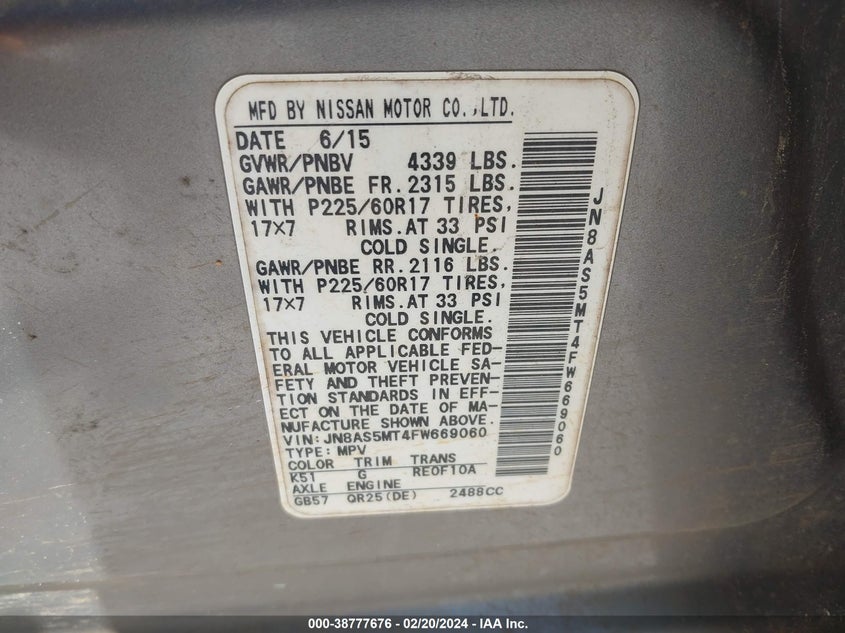 MFD BY NISSAN MOTOR CO.,LTD.
DATE 6/15
GVWR/PNBV 4339 LBS.
GAWR/PNBE FR. 2315 LBS.
WITH P225/60R17 TIRES,
17×7 RIMS.AT 33 PSI
COLD SINGLE.
GAWR/PNBE RR. 2116 LBS.
WITH P225/60R17 TIRES,
17×7 RIMS.AT 33 PSI
COLD SINGLE.
THIS VEHICLE CONFORMS
TO ALL APPLICABLE FED-
ERAL MOTOR VEHICLE SA-
FETY AND THEFT PREVEN-
TION STANDARDS IN EFF-
ECT ON THE DATE OF MA-
NUFACTURE SHOWN ABOVE.
VIN: JN8AS5MT4FW669060
TYPE: MPV
COLOR TRIM TRANS
K51 G RE0F10A
AXLE ENGINE
GB57 QR25(DE) 2488CC
JN8AS5MT4FW669060
000-38777676 — 02/20/2024 — IAA Inc.